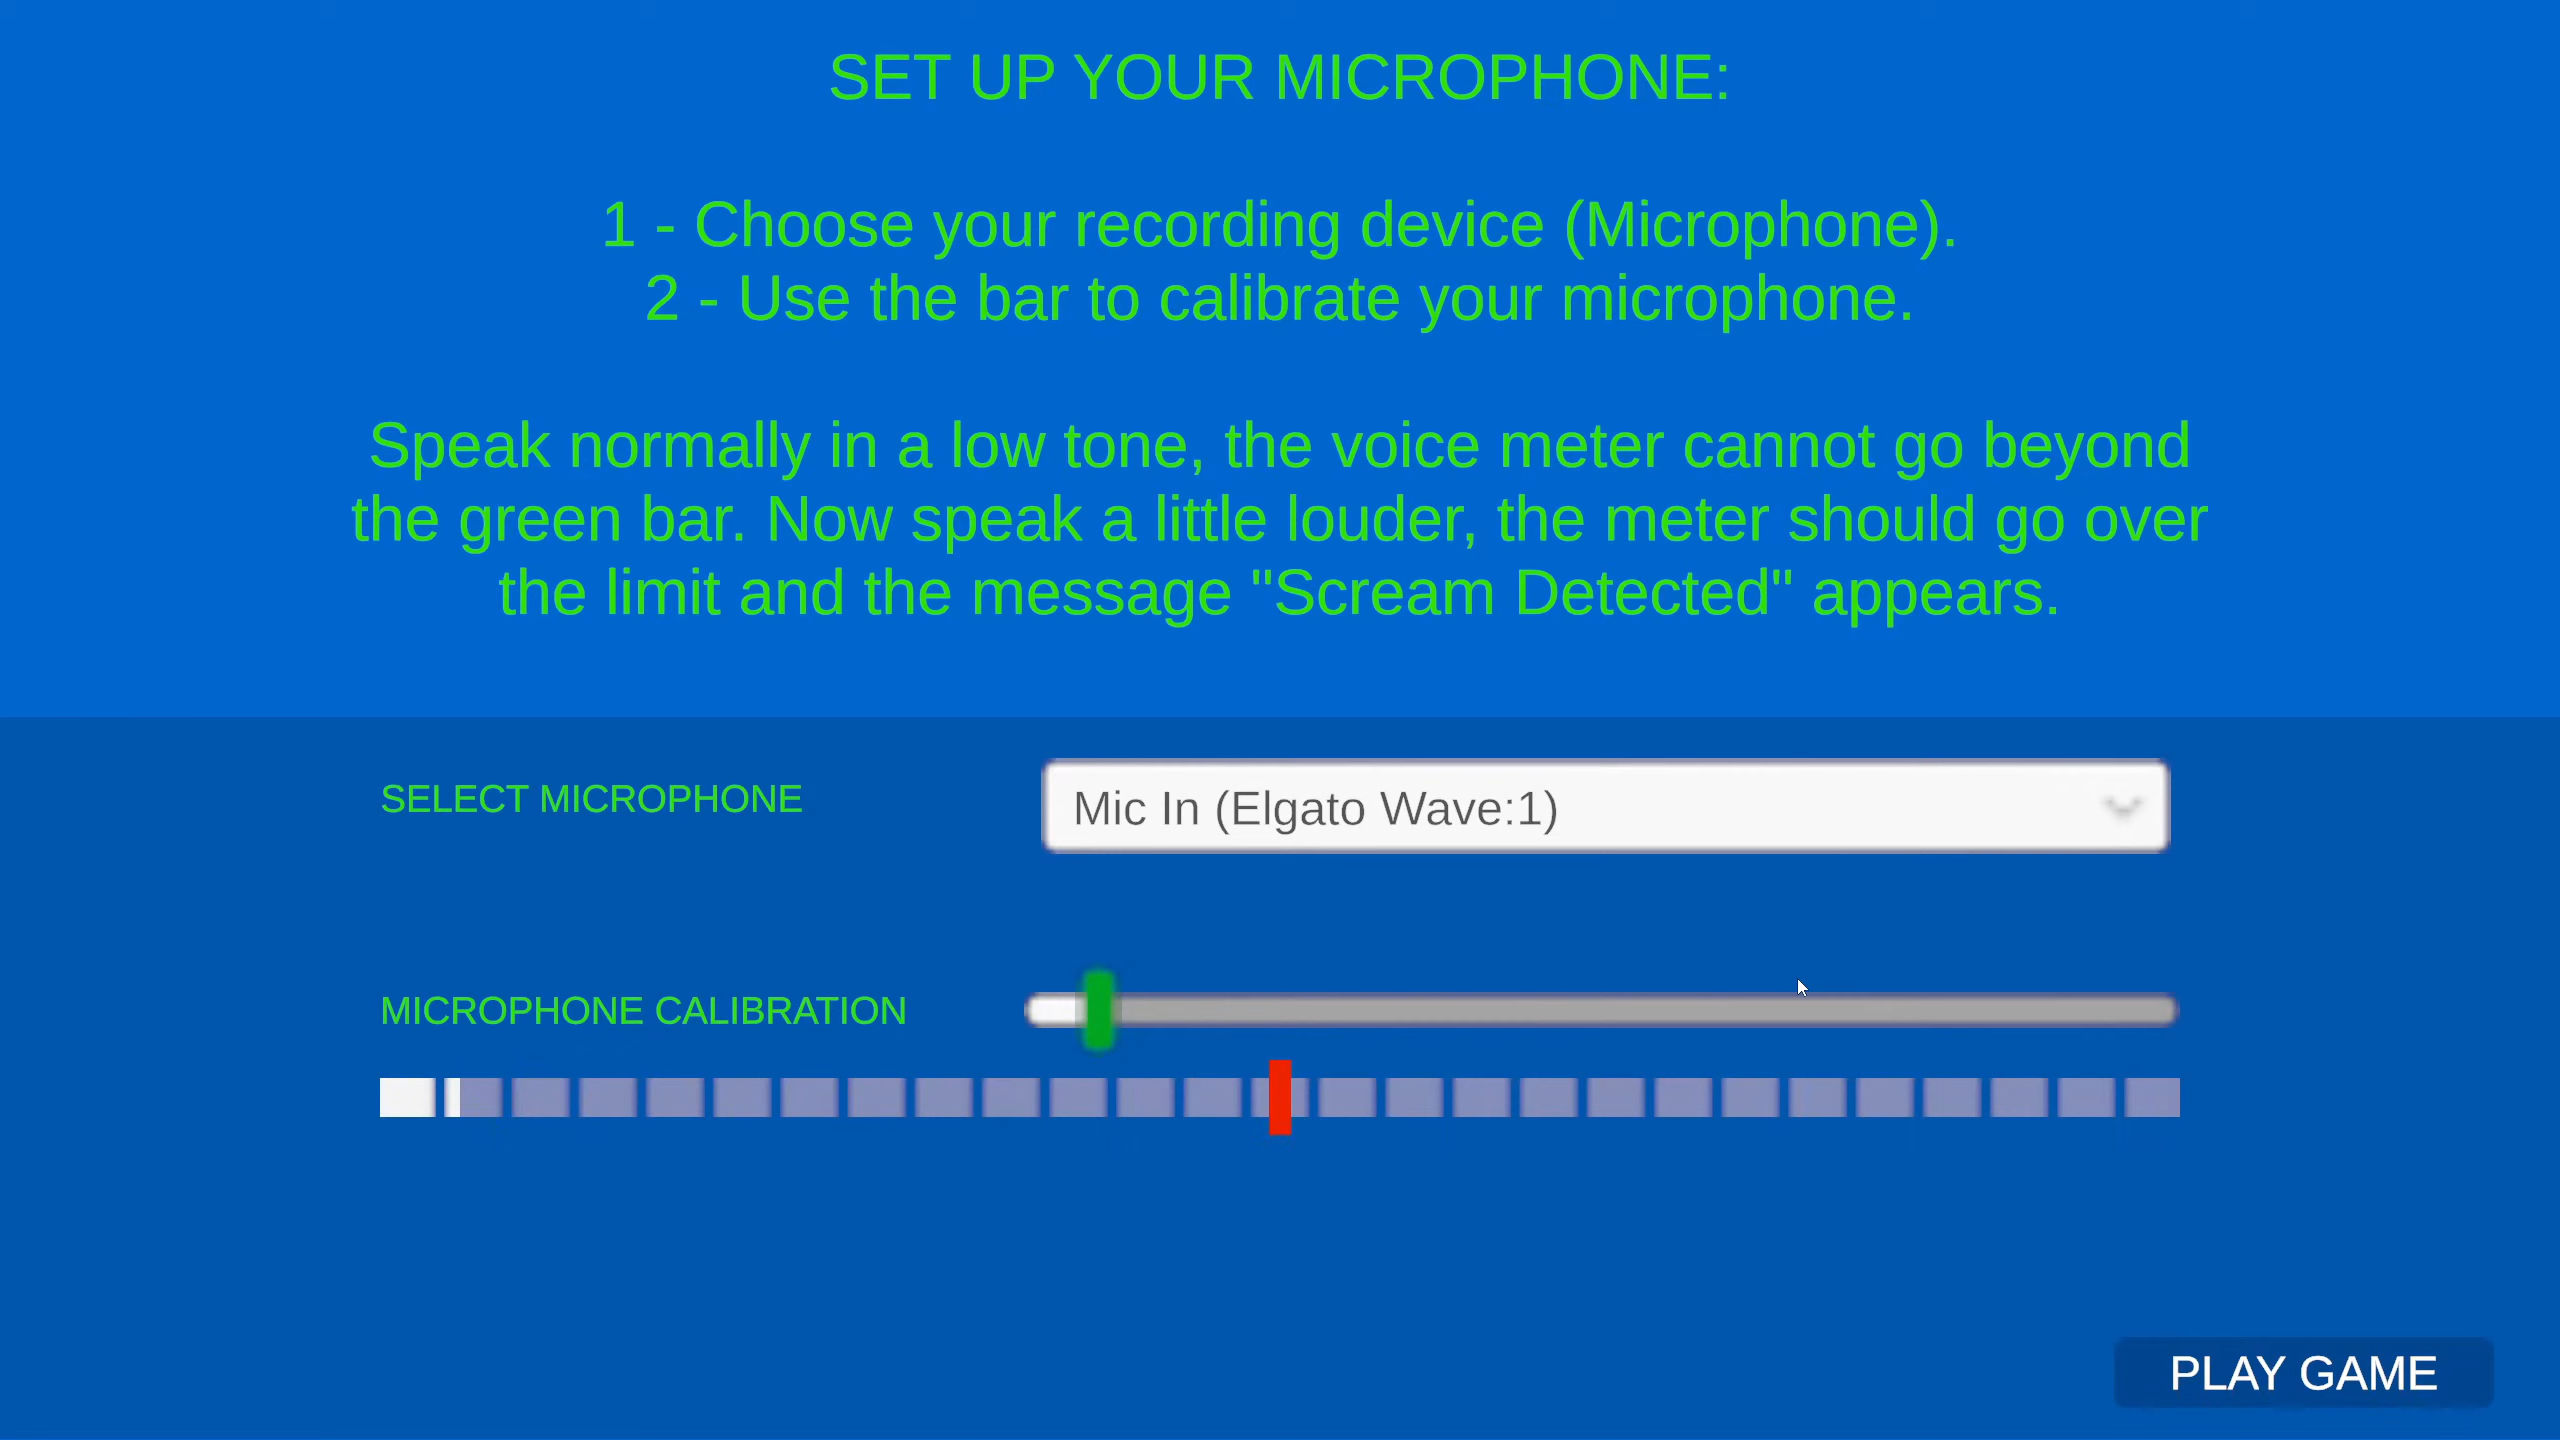 SET UP YOUR MICROPHONE:
1 - Choose your recording device (Microphone).
2 - Use the bar to calibrate your microphone.
Speak normally in a low tone, the voice meter cannot go beyond
the green bar. Now speak a little louder, the meter should go over
the limit and the message "Scream Detected" appears.
SELECT MICROPHONE
Mic In (Elgato Wave:1)
MICROPHONE CALIBRATION
PLAY GAME